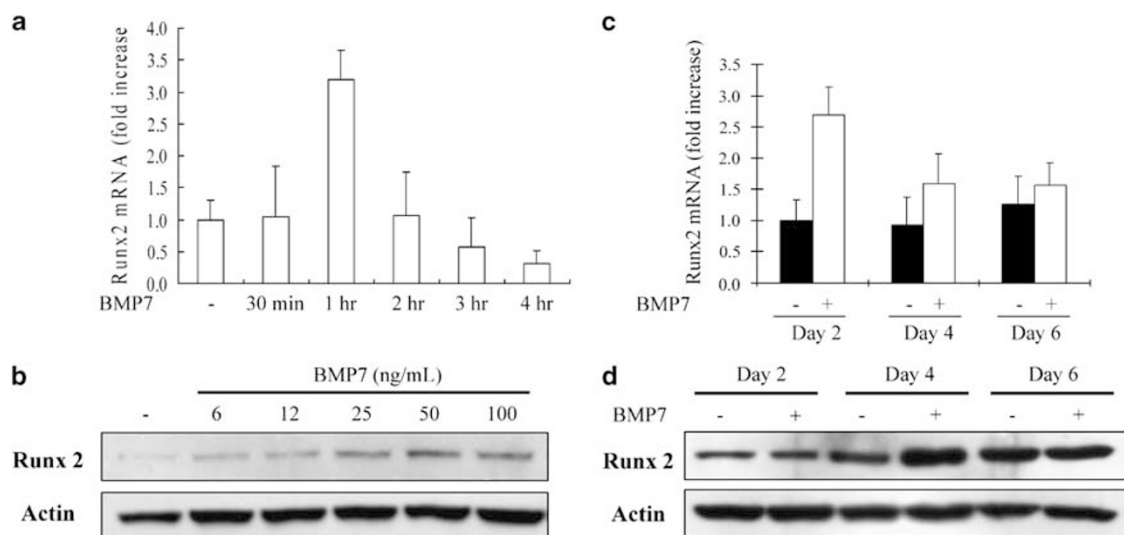 a
Runx2 mRNA (fold increase
4.0
3.5
3.0
2.5
2.0
1.5
1.0
0.5
0.0
BMP7 - 30 min 1 hr 2 hr 3 hr 4 hr
b
BMP7 (ng/mL)
- 6 12 25 50 100
Runx 2
Actin
c
Runx2 mRNA (fold increase)
3.5
3.0
2.5
2.0
1.5
1.0
0.5
0.0
BMP7 - + - + - +
Day 2 Day 4 Day 6
d
Day 2 Day 4 Day 6
BMP7 - + - + - +
Runx 2
Actin